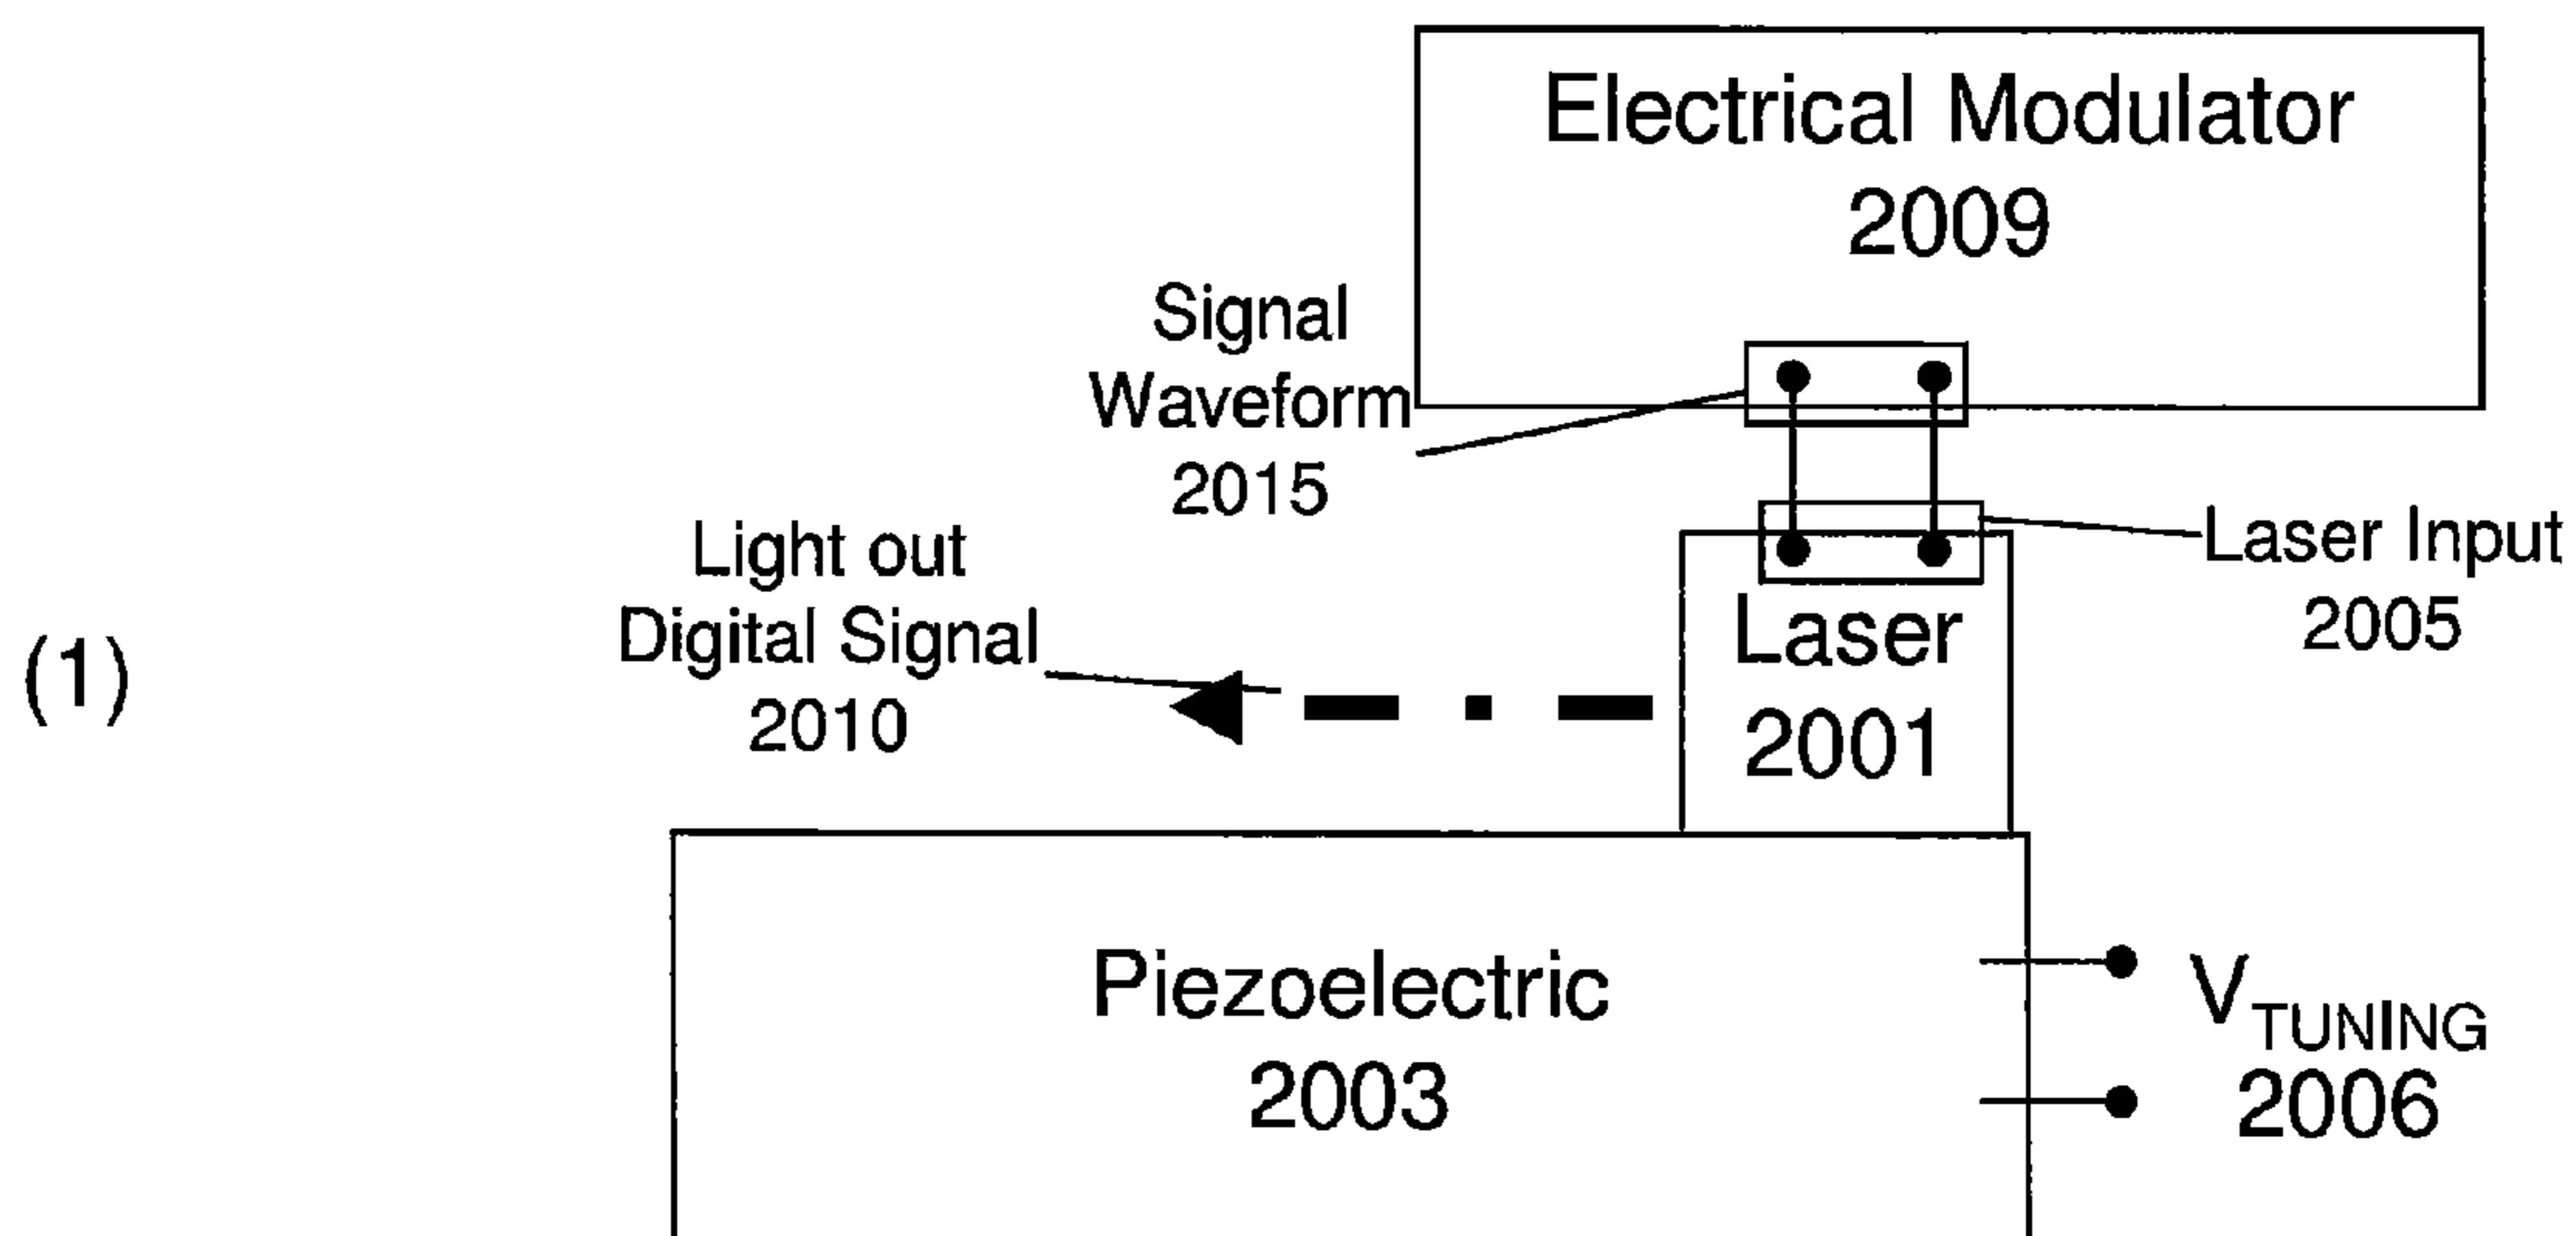 Electrical Modulator
2009
Signal
Waveform
2015
Light out
Digital Signal
2010
Laser Input
2005
Laser
2001
(1)
Piezoelectric
2003
VTUNING
2006